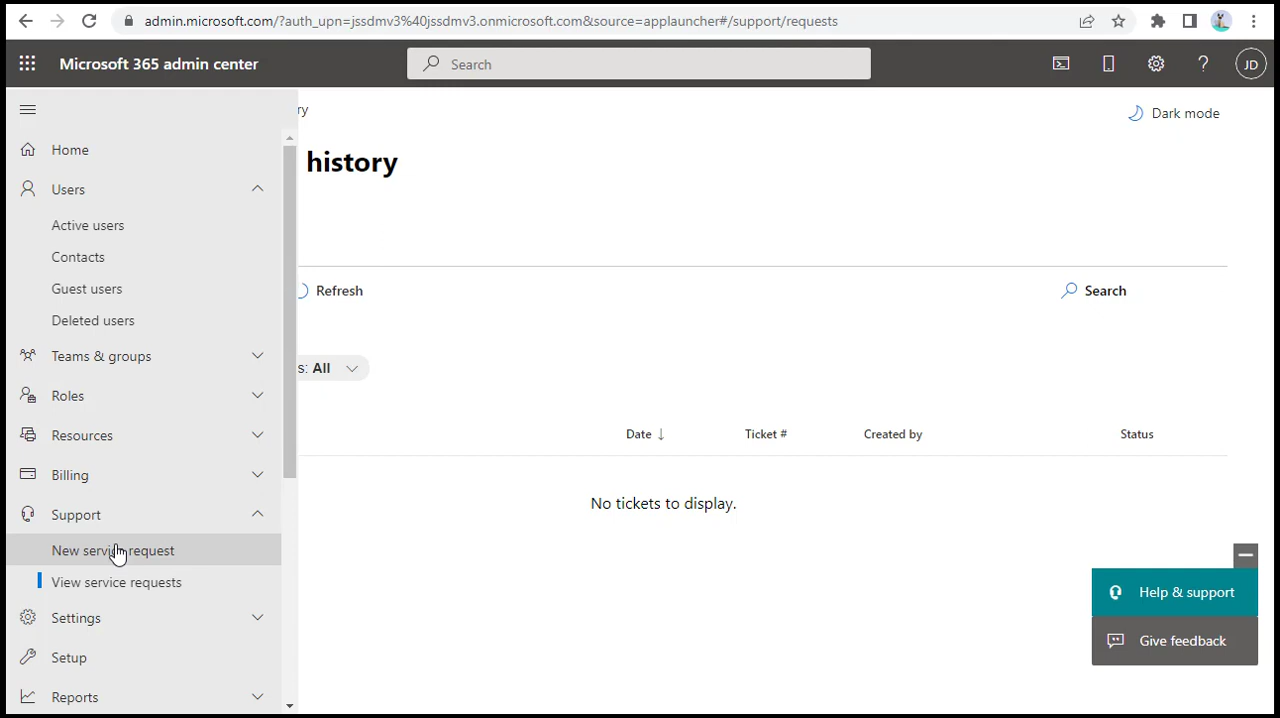 admin.microsoft.com/?auth_upn=jssdmv3%40jssdmv3.onmicrosoft.com&source=applauncher#/support/requests
Microsoft 365 admin center
Search
JD
ry
Dark mode
history
Home
Users
Active users
Contacts
Guest users
Deleted users
Teams & groups
Roles
Resources
Billing
Support
New service request
View service requests
Settings
Setup
Reports
Refresh
Search
s: All
Date ↓ Ticket # Created by Status
No tickets to display.
Help & support
Give feedback